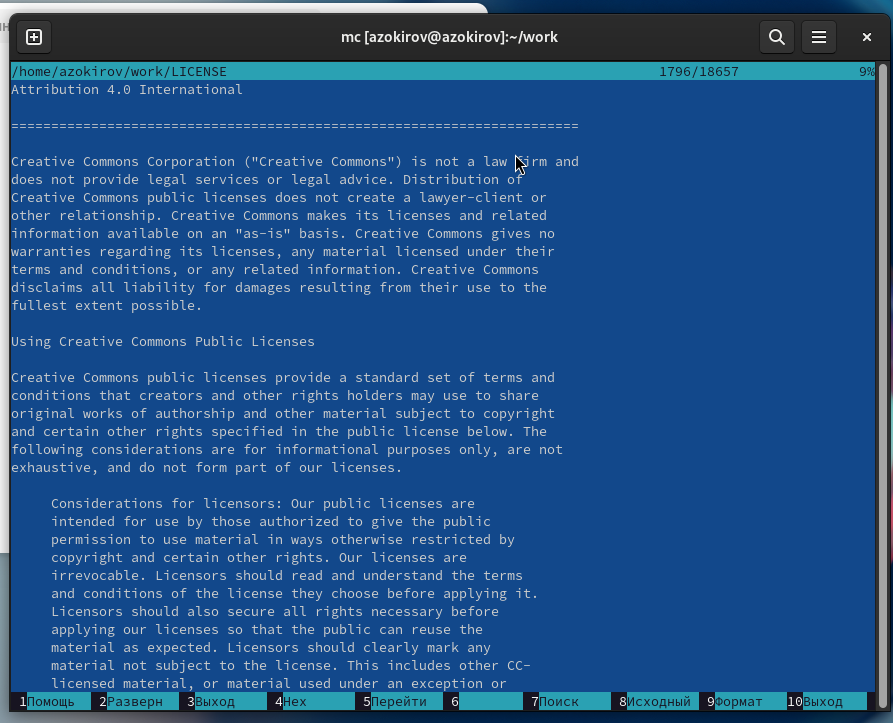 mc [azokirov@azokirov]:~/work
/home/azokirov/work/LICENSE 1796/18657 9%
Attribution 4.0 International
=======================================================================
Creative Commons Corporation ("Creative Commons") is not a law firm and
does not provide legal services or legal advice. Distribution of
Creative Commons public licenses does not create a lawyer-client or
other relationship. Creative Commons makes its licenses and related
information available on an "as-is" basis. Creative Commons gives no
warranties regarding its licenses, any material licensed under their
terms and conditions, or any related information. Creative Commons
disclaims all liability for damages resulting from their use to the
fullest extent possible.
Using Creative Commons Public Licenses
Creative Commons public licenses provide a standard set of terms and
conditions that creators and other rights holders may use to share
original works of authorship and other material subject to copyright
and certain other rights specified in the public license below. The
following considerations are for informational purposes only, are not
exhaustive, and do not form part of our licenses.
Considerations for licensors: Our public licenses are
intended for use by those authorized to give the public
permission to use material in ways otherwise restricted by
copyright and certain other rights. Our licenses are
irrevocable. Licensors should read and understand the terms
and conditions of the license they choose before applying it.
Licensors should also secure all rights necessary before
applying our licenses so that the public can reuse the
material as expected. Licensors should clearly mark any
material not subject to the license. This includes other CC-
licensed material, or material used under an exception or
1Помощь 2Разверн 3Выход 4Hex 5Перейти 6 7Поиск 8Исходный 9Формат 10Выход